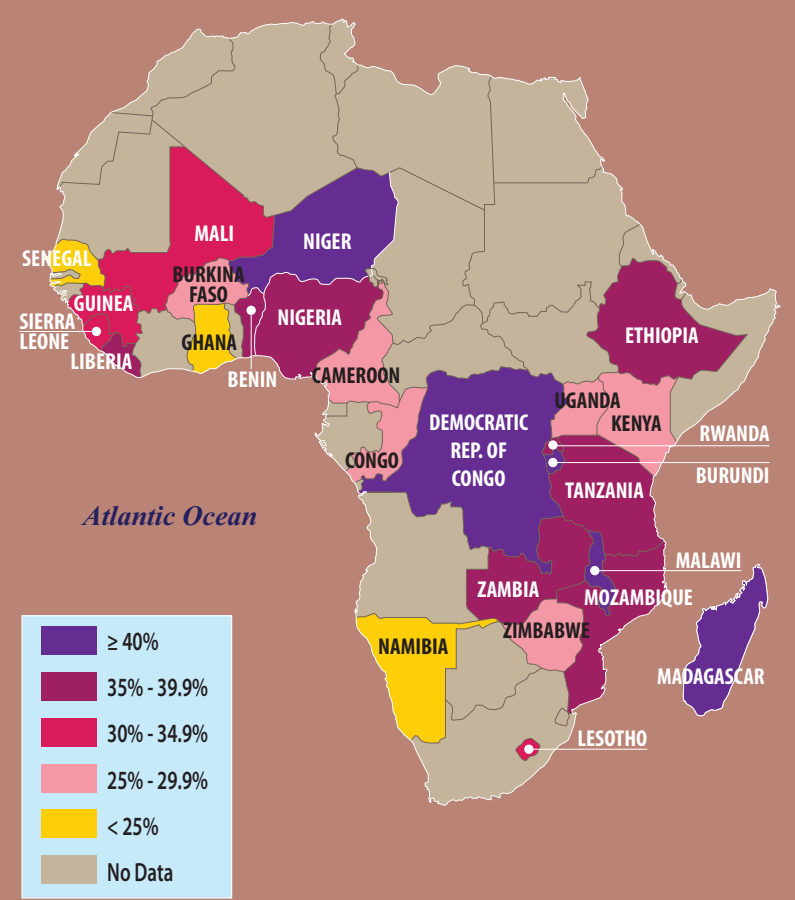 MALI
NIGER
SENEGAL
BURKINA
FASO
GUINEA
NIGERIA
SIERRA
LEONE
GHANA
ETHIOPIA
LIBERIA
BENIN
CAMEROON
UGANDA
KENYA
DEMOCRATIC
REP. OF
CONGO
RWANDA
CONGO
BURUNDI
TANZANIA
Atlantic Ocean
MALAWI
ZAMBIA
MOZAMBIQUE
ZIMBABWE
NAMIBIA
MADAGASCAR
LESOTHO
≥ 40%
35% - 39.9%
30% - 34.9%
25% - 29.9%
< 25%
No Data